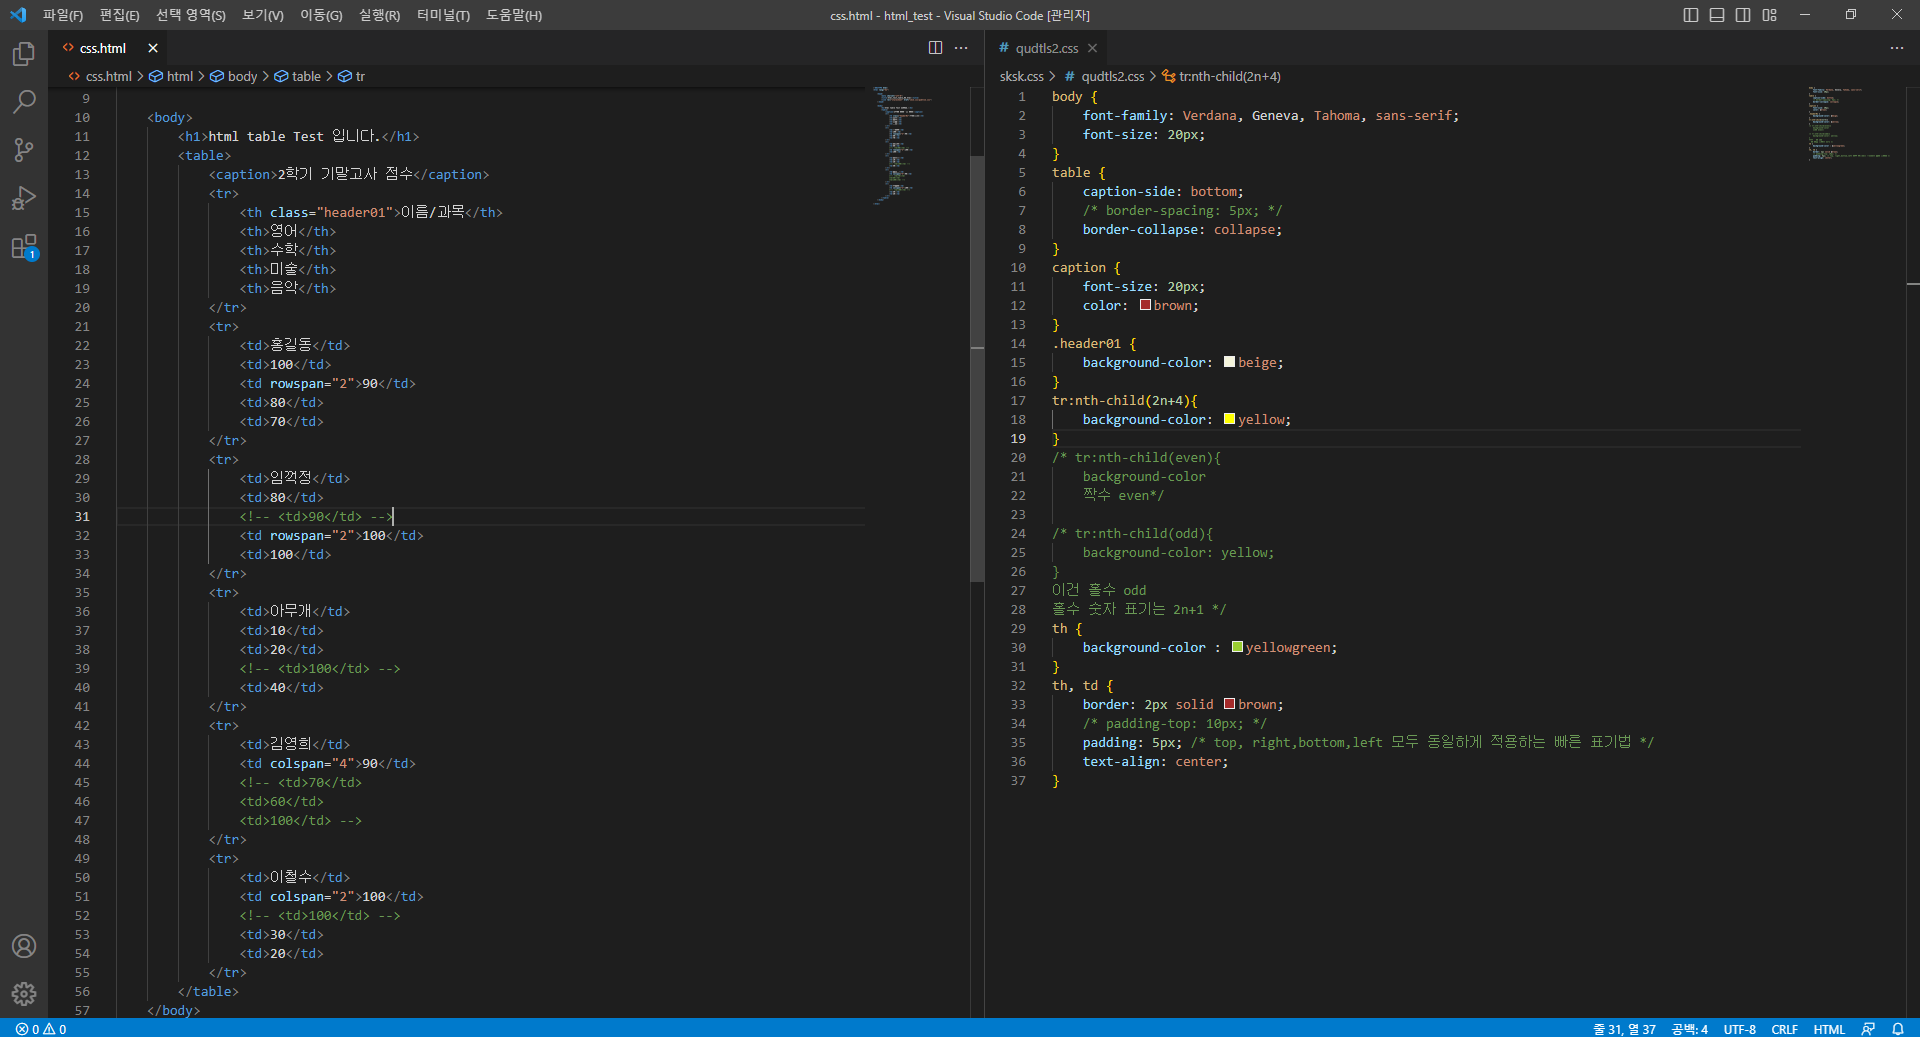 파일(F) 편집(E) 선택 영역(S) 보기(V) 이동(G) 실행(R) 터미널(T) 도움말(H)
css.html - html_test - Visual Studio Code [관리자]
css.html
css.html > html > body > table > tr
9
10 <body>
11 <h1>html table Test 입니다.</h1>
12 <table>
13 <caption>2학기 기말고사 점수</caption>
14 <tr>
15 <th class="header01">이름/과목</th>
16 <th>영어</th>
17 <th>수학</th>
18 <th>미술</th>
19 <th>음악</th>
20 </tr>
21 <tr>
22 <td>홍길동</td>
23 <td>100</td>
24 <td rowspan="2">90</td>
25 <td>80</td>
26 <td>70</td>
27 </tr>
28 <tr>
29 <td>임꺽정</td>
30 <td>80</td>
31 <!-- <td>90</td> -->
32 <td rowspan="2">100</td>
33 <td>100</td>
34 </tr>
35 <tr>
36 <td>아무개</td>
37 <td>10</td>
38 <td>20</td>
39 <!-- <td>100</td> -->
40 <td>40</td>
41 </tr>
42 <tr>
43 <td>김영희</td>
44 <td colspan="4">90</td>
45 <!-- <td>70</td>
46 <td>60</td>
47 <td>100</td> -->
48 </tr>
49 <tr>
50 <td>이철수</td>
51 <td colspan="2">100</td>
52 <!-- <td>100</td> -->
53 <td>30</td>
54 <td>20</td>
55 </tr>
56 </table>
57 </body>
# qudtls2.css
sksk.css > # qudtls2.css > tr:nth-child(2n+4)
1 body {
2 font-family: Verdana, Geneva, Tahoma, sans-serif;
3 font-size: 20px;
4 }
5 table {
6 caption-side: bottom;
7 /* border-spacing: 5px; */
8 border-collapse: collapse;
9 }
10 caption {
11 font-size: 20px;
12 color: brown;
13 }
14 .header01 {
15 background-color: beige;
16 }
17 tr:nth-child(2n+4){
18 background-color: yellow;
19 }
20 /* tr:nth-child(even){
21 background-color
22 짝수 even*/
23
24 /* tr:nth-child(odd){
25 background-color: yellow;
26 }
27 이건 홀수 odd
28 홀수 숫자 표기는 2n+1 */
29 th {
30 background-color : yellowgreen;
31 }
32 th, td {
33 border: 2px solid brown;
34 /* padding-top: 10px; */
35 padding: 5px; /* top, right,bottom,left 모두 동일하게 적용하는 빠른 표기법 */
36 text-align: center;
37 }
1
0 0
줄 31, 열 37 공백: 4 UTF-8 CRLF HTML